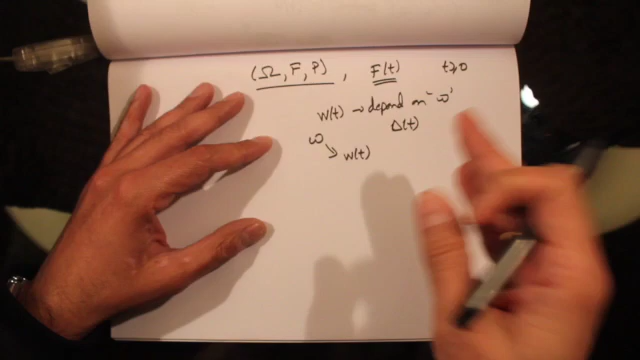 (Ω, F, P) , F(t) t≥0
W(t) → depend on 'ω'
Δ(t)
ω
↘ W(t)